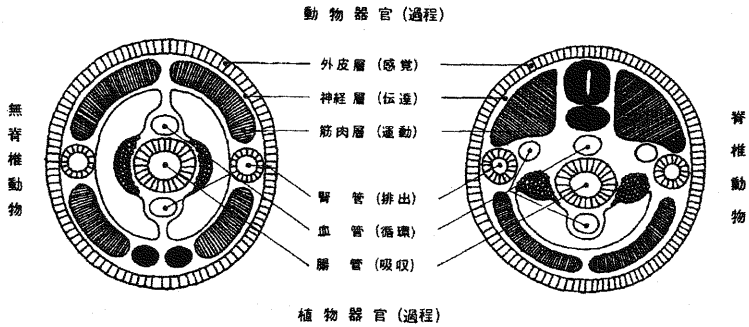 動物器官(過程)
外皮層(感覚)
神経層(伝達)
筋肉層(運動)
無脊椎動物
脊椎動物
腎管(排出)
血管(循環)
腸管(吸収)
植物器官(過程)